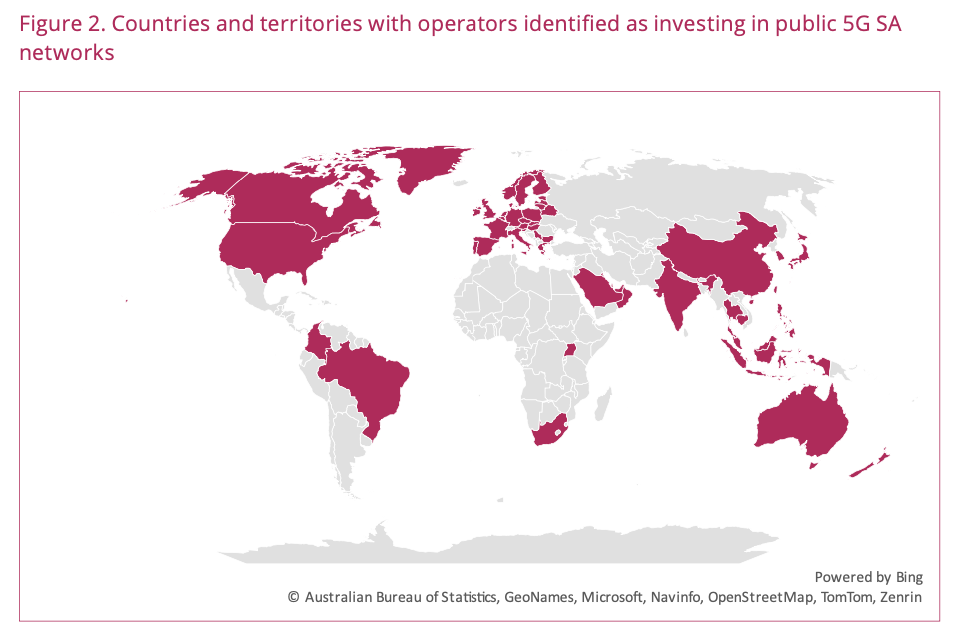 Figure 2. Countries and territories with operators identified as investing in public 5G SA
networks
Powered by Bing
© Australian Bureau of Statistics, GeoNames, Microsoft, Navinfo, OpenStreetMap, TomTom, Zenrin